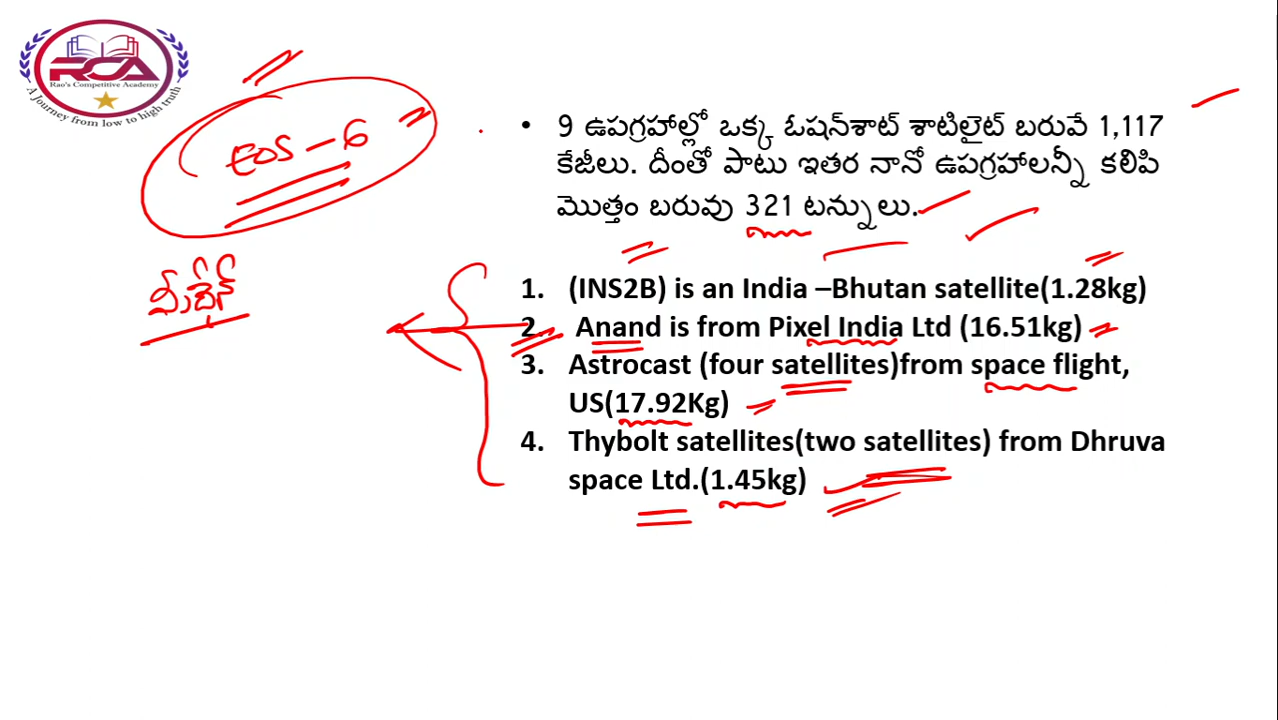 RCA
Rao's Competitive Academy
A Journey from low to high truth
EOS - 6
• 9 ఉపగ్రహాల్లో ఒక్క ఓషన్‌శాట్ శాటిలైట్ బరువే 1,117
కేజీలు. దీంతో పాటు ఇతర నానో ఉపగ్రహాలన్నీ కలిపి
మొత్తం బరువు 321 టన్నులు.
1. (INS2B) is an India –Bhutan satellite(1.28kg)
2. Anand is from Pixel India Ltd (16.51kg)
3. Astrocast (four satellites)from space flight,
US(17.92Kg)
4. Thybolt satellites(two satellites) from Dhruva
space Ltd.(1.45kg)